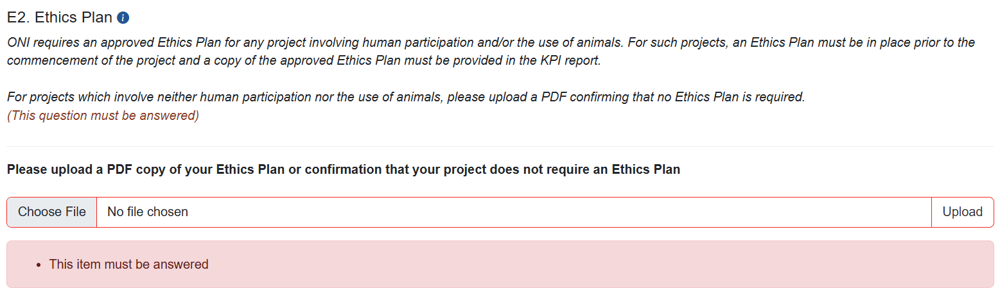 E2. Ethics Plan i
ONI requires an approved Ethics Plan for any project involving human participation and/or the use of animals. For such projects, an Ethics Plan must be in place prior to the
commencement of the project and a copy of the approved Ethics Plan must be provided in the KPI report.
For projects which involve neither human participation nor the use of animals, please upload a PDF confirming that no Ethics Plan is required.
(This question must be answered)
Please upload a PDF copy of your Ethics Plan or confirmation that your project does not require an Ethics Plan
Choose File No file chosen Upload
• This item must be answered